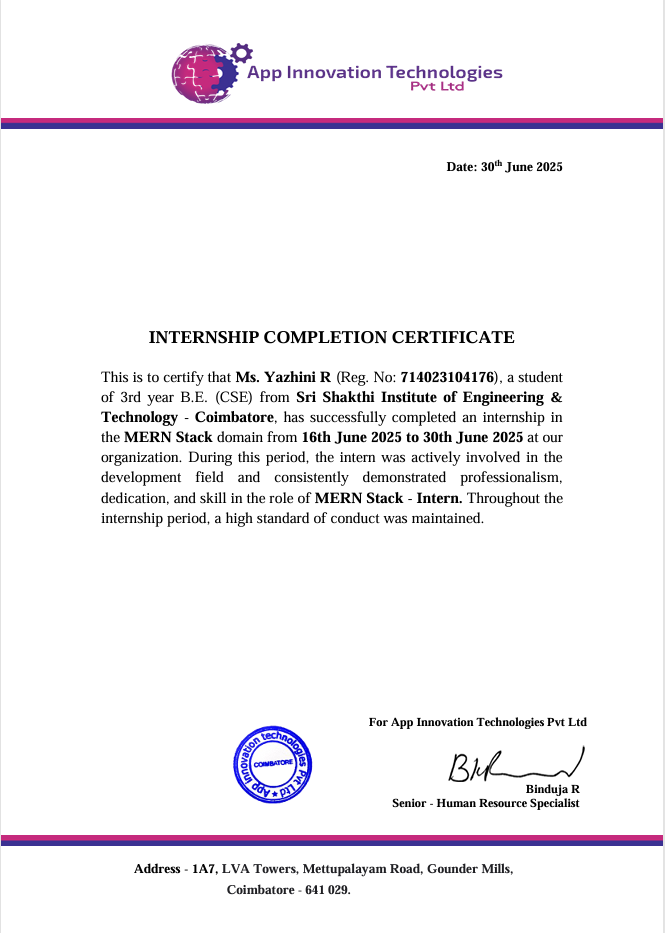 App Innovation Technologies
Pvt Ltd
Date: 30th June 2025
INTERNSHIP COMPLETION CERTIFICATE
This is to certify that Ms. Yazhini R (Reg. No: 714023104176), a student
of 3rd year B.E. (CSE) from Sri Shakthi Institute of Engineering &
Technology - Coimbatore, has successfully completed an internship in
the MERN Stack domain from 16th June 2025 to 30th June 2025 at our
organization. During this period, the intern was actively involved in the
development field and consistently demonstrated professionalism,
dedication, and skill in the role of MERN Stack - Intern. Throughout the
internship period, a high standard of conduct was maintained.
For App Innovation Technologies Pvt Ltd
App innovation technologies Pvt Ltd
COIMBATORE
Binduja R
Senior - Human Resource Specialist
Address - 1A7, LVA Towers, Mettupalayam Road, Gounder Mills,
Coimbatore - 641 029.